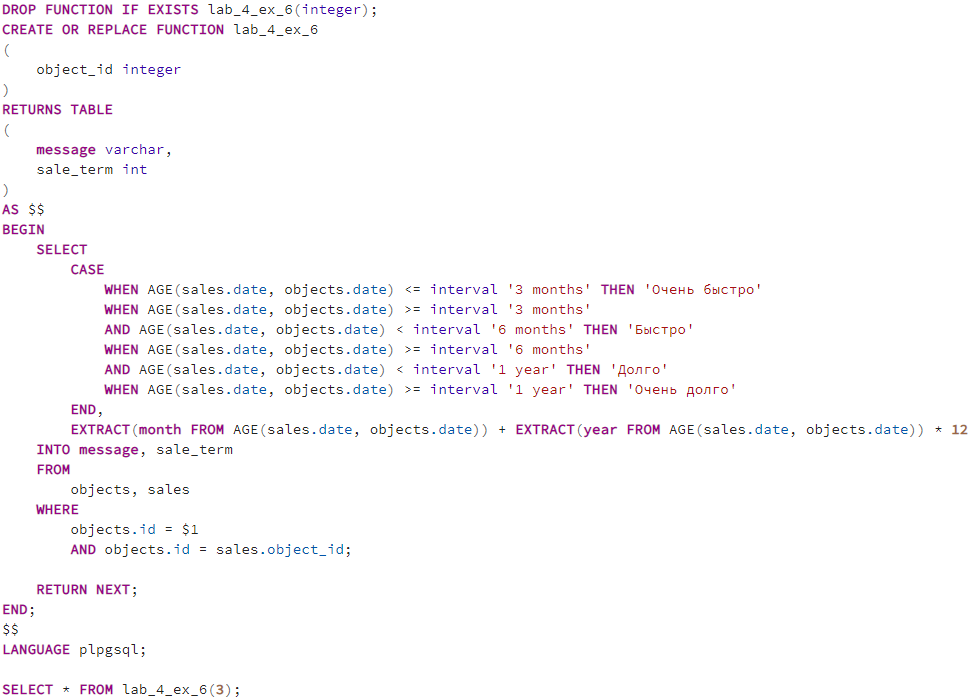 DROP FUNCTION IF EXISTS lab_4_ex_6(integer);
CREATE OR REPLACE FUNCTION lab_4_ex_6
(
    object_id integer
)
RETURNS TABLE
(
    message varchar,
    sale_term int
)
AS $$
BEGIN
    SELECT
        CASE
            WHEN AGE(sales.date, objects.date) <= interval '3 months' THEN 'Очень быстро'
            WHEN AGE(sales.date, objects.date) >= interval '3 months'
            AND AGE(sales.date, objects.date) < interval '6 months' THEN 'Быстро'
            WHEN AGE(sales.date, objects.date) >= interval '6 months'
            AND AGE(sales.date, objects.date) < interval '1 year' THEN 'Долго'
            WHEN AGE(sales.date, objects.date) >= interval '1 year' THEN 'Очень долго'
        END,
        EXTRACT(month FROM AGE(sales.date, objects.date)) + EXTRACT(year FROM AGE(sales.date, objects.date)) * 12
    INTO message, sale_term
    FROM
        objects, sales
    WHERE
        objects.id = $1
        AND objects.id = sales.object_id;

    RETURN NEXT;
END;
$$
LANGUAGE plpgsql;

SELECT * FROM lab_4_ex_6(3);